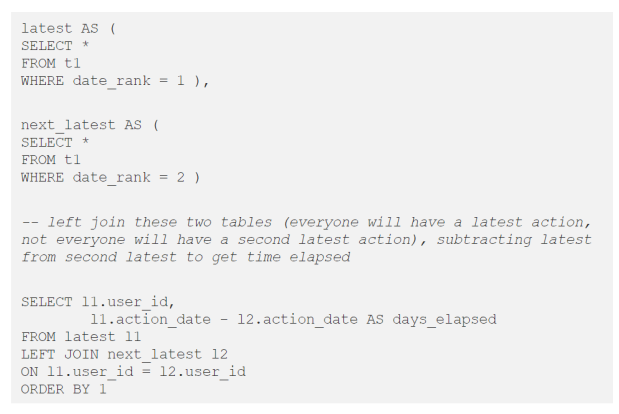 latest AS (
SELECT *
FROM t1
WHERE date_rank = 1 ),
next_latest AS (
SELECT *
FROM t1
WHERE date_rank = 2 )
-- left join these two tables (everyone will have a latest action,
not everyone will have a second latest action), subtracting latest
from second latest to get time elapsed
SELECT l1.user_id,
l1.action_date - l2.action_date AS days_elapsed
FROM latest l1
LEFT JOIN next_latest l2
ON l1.user_id = l2.user_id
ORDER BY 1